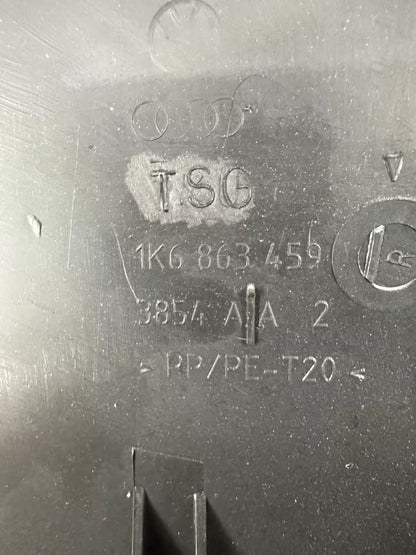 TSG
1K6 863 459
3854 A A 2
> PP/PE-T20 <
R